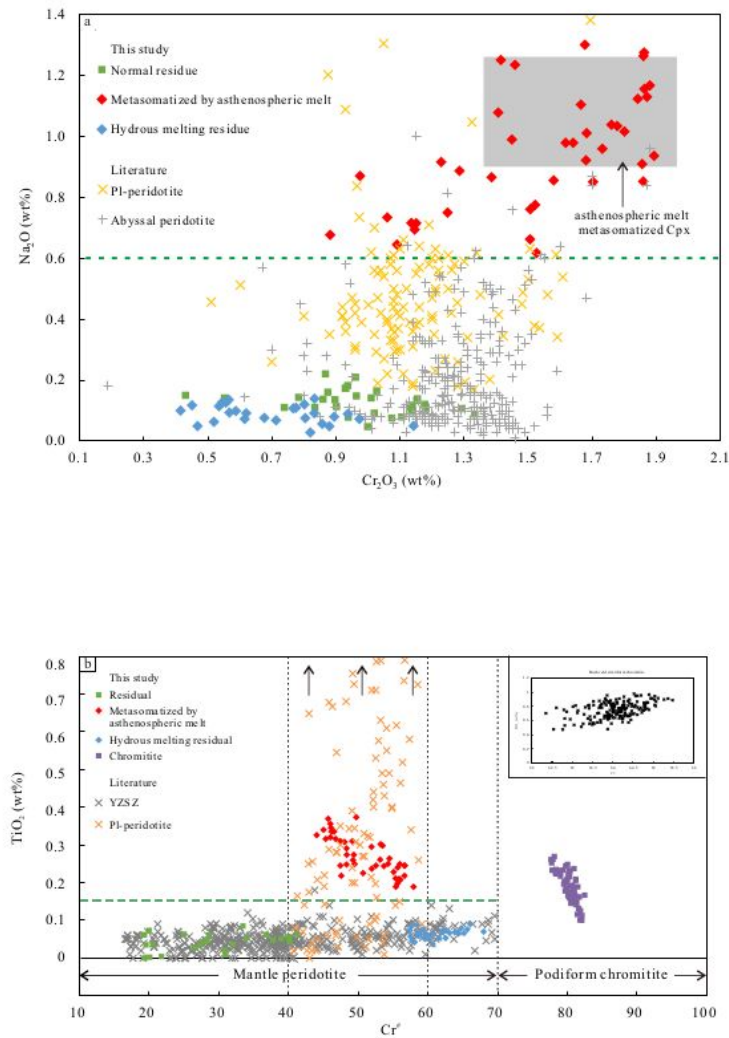 a
1.4
1.2
1.0
0.8
0.6
0.4
0.2
0.0
Na₂O (wt%)
This study
Normal residue
Metasomatized by asthenospheric melt
Hydrous melting residue
Literature
Pl-peridotite
Abyssal peridotite
asthenospheric melt
metasomatized Cpx
0.1 0.3 0.5 0.7 0.9 1.1 1.3 1.5 1.7 1.9 2.1
Cr₂O₃ (wt%)
b
0.8
0.7
0.6
0.5
0.4
0.3
0.2
0.1
0
TiO₂ (wt%)
This study
Residual
Metasomatized by
asthenospheric melt
Hydrous melting residual
Chromitite
Literature
YZSZ
Pl-peridotite
Mantle peridotite
Podiform chromitite
10 20 30 40 50 60 70 80 90 100
Cr#